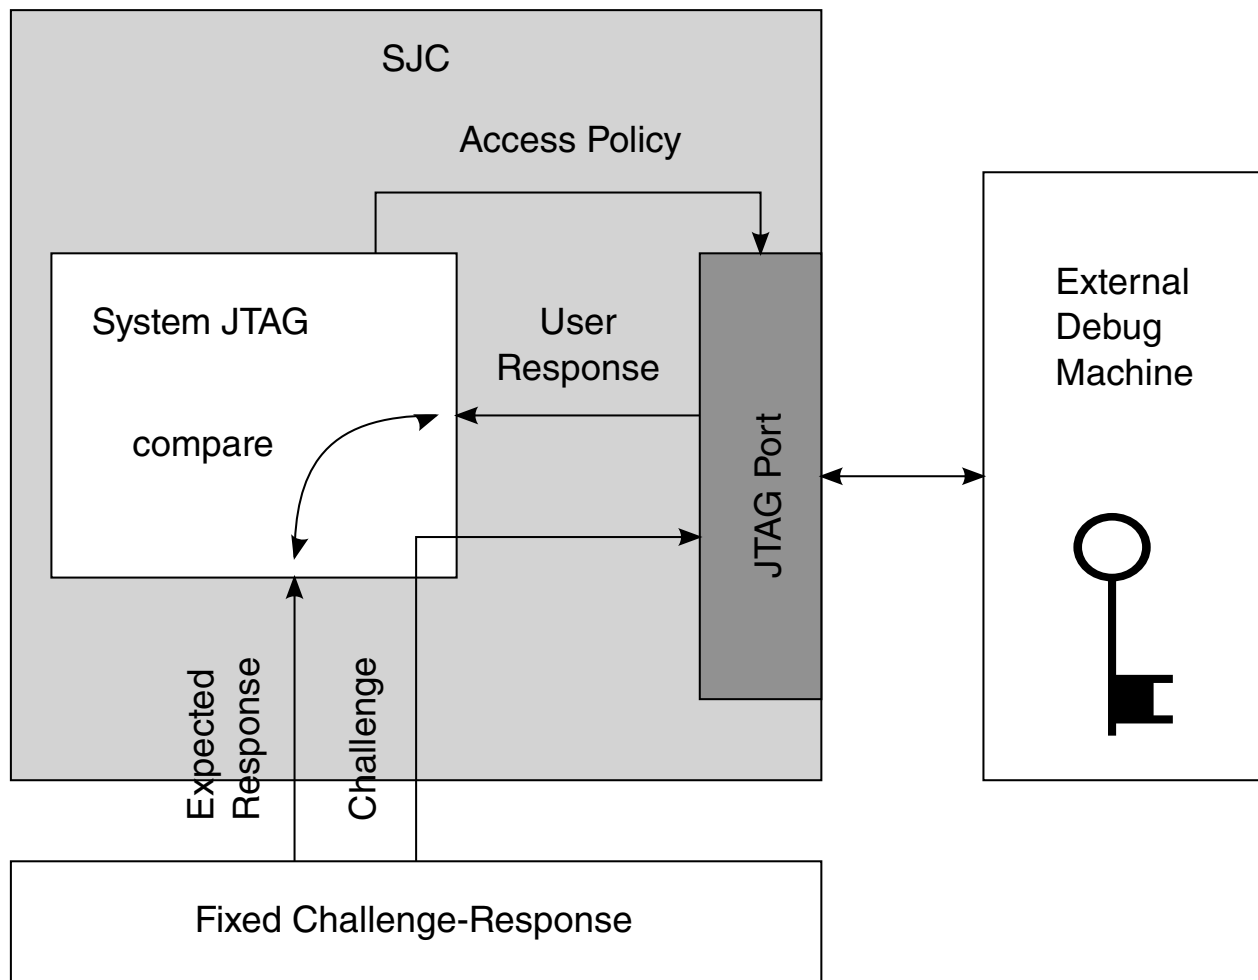 SJC
Access Policy
System JTAG
User
Response
compare
JTAG Port
External
Debug
Machine
Expected
Response
Challenge
Fixed Challenge-Response